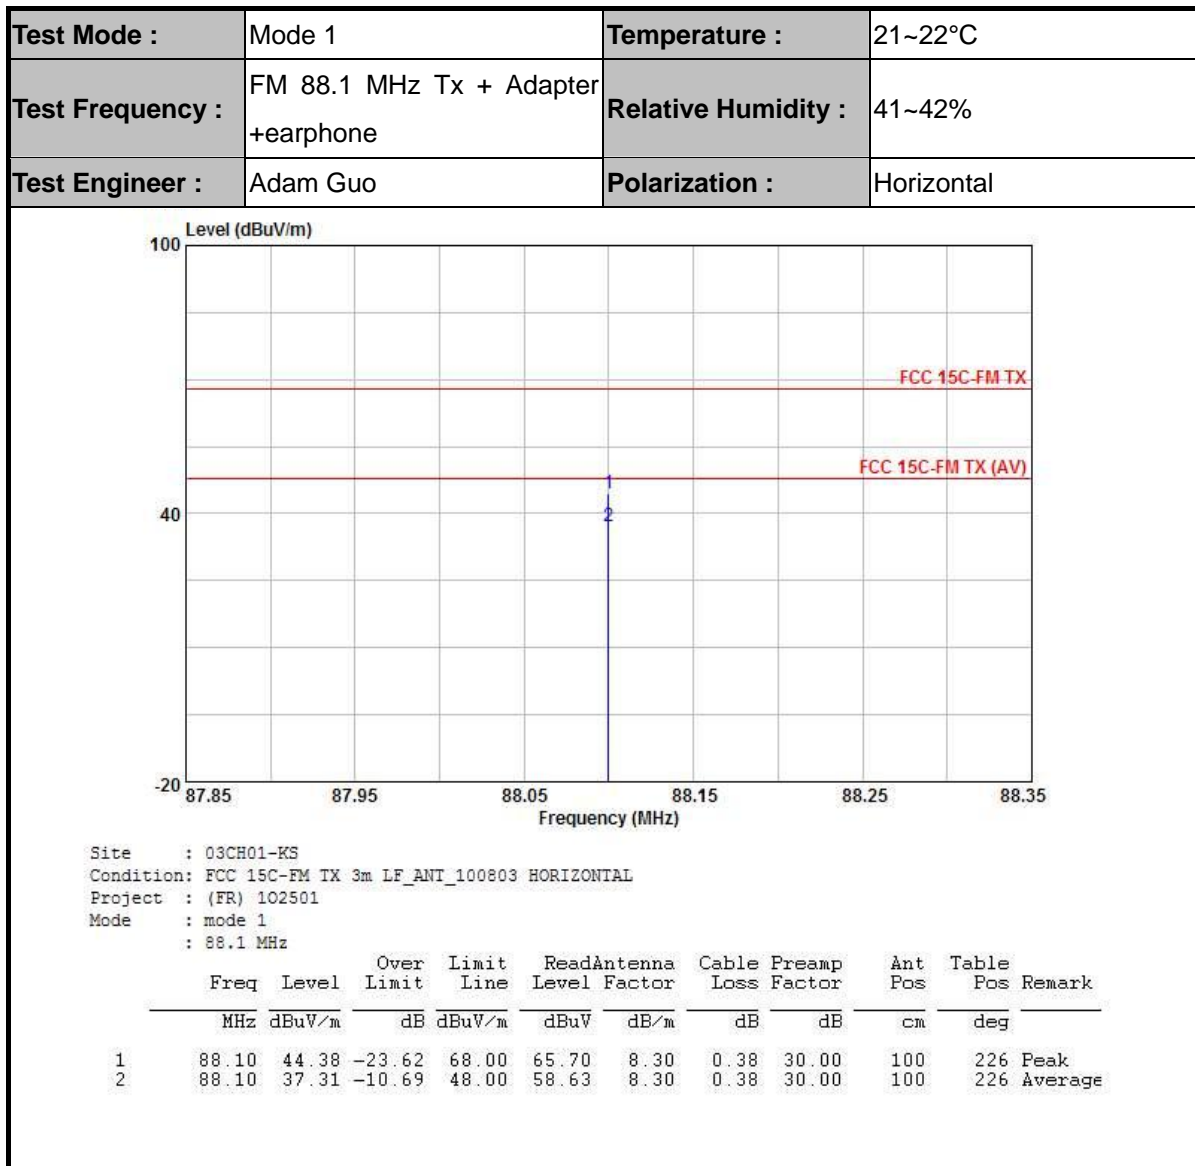 Test Mode : Mode 1 Temperature : 21~22°C
Test Frequency : FM 88.1 MHz Tx + Adapter +earphone Relative Humidity : 41~42%
Test Engineer : Adam Guo Polarization : Horizontal
Level (dBuV/m)
100
FCC 15C-FM TX
FCC 15C-FM TX (AV)
1
40
2
-20
87.85 87.95 88.05 88.15 88.25 88.35
Frequency (MHz)
Site : 03CH01-KS
Condition: FCC 15C-FM TX 3m LF_ANT_100803 HORIZONTAL
Project : (FR) 1O2501
Mode : mode 1
: 88.1 MHz
Over Limit ReadAntenna Cable Preamp Ant Table
Freq Level Limit Line Level Factor Loss Factor Pos Pos Remark
MHz dBuV/m dB dBuV/m dBuV dB/m dB dB cm deg
1 88.10 44.38 -23.62 68.00 65.70 8.30 0.38 30.00 100 226 Peak
2 88.10 37.31 -10.69 48.00 58.63 8.30 0.38 30.00 100 226 Average